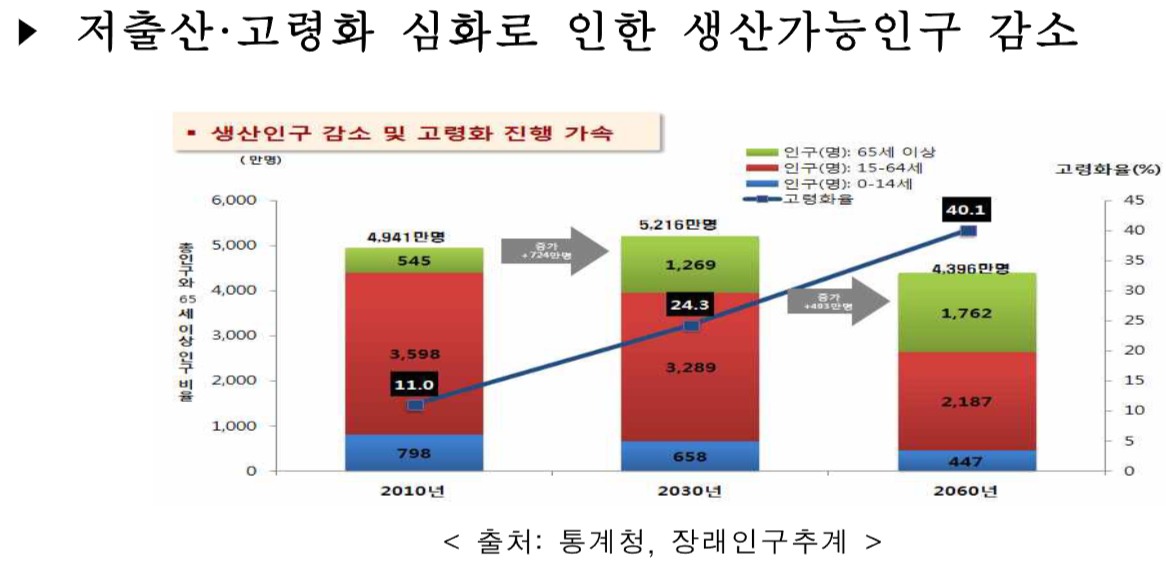 ▶ 저출산·고령화 심화로 인한 생산가능인구 감소
▪ 생산인구 감소 및 고령화 진행 가속
(만명)
인구(명): 65세 이상
인구(명): 15-64세
인구(명): 0-14세
고령화율
고령화율(%)
총인구와 65세 이상 인구 비율
6,000
5,000
4,000
3,000
2,000
1,000
0
45
40
35
30
25
20
15
10
5
0
4,941만명
545
3,598
11.0
798
증가
+724만명
5,216만명
1,269
24.3
3,289
658
증가
+493만명
40.1
4,396만명
1,762
2,187
447
2010년
2030년
2060년
< 출처: 통계청, 장래인구추계 >